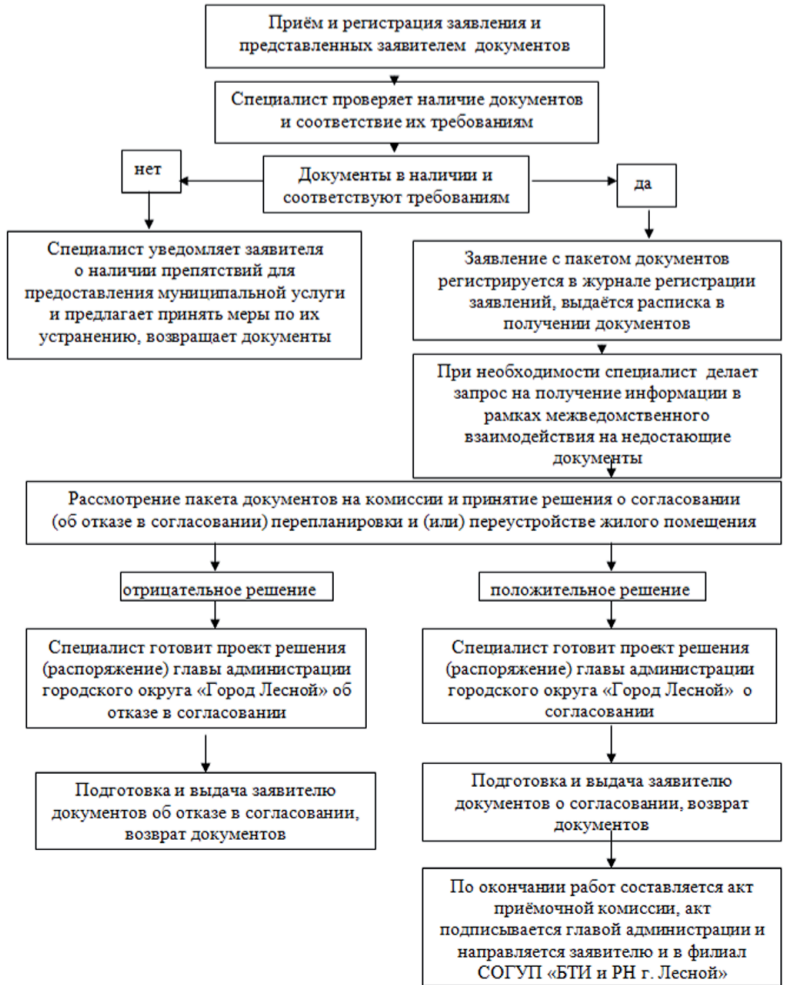 Приём и регистрация заявления и
представленных заявителем документов
Специалист проверяет наличие документов
и соответствие их требованиям
нет
Документы в наличии и
соответствуют требованиям
да
Специалист уведомляет заявителя
о наличии препятствий для
предоставления муниципальной услуги
и предлагает принять меры по их
устранению, возвращает документы
Заявление с пакетом документов
регистрируется в журнале регистрации
заявлений, выдаётся расписка в
получении документов
При необходимости специалист делает
запрос на получение информации в
рамках межведомственного
взаимодействия на недостающие
документы
Рассмотрение пакета документов на комиссии и принятие решения о согласовании
(об отказе в согласовании) перепланировки и (или) переустройстве жилого помещения
отрицательное решение
положительное решение
Специалист готовит проект решения
(распоряжение) главы администрации
городского округа «Город Лесной» об
отказе в согласовании
Специалист готовит проект решения
(распоряжение) главы администрации
городского округа «Город Лесной» о
согласовании
Подготовка и выдача заявителю
документов об отказе в согласовании,
возврат документов
Подготовка и выдача заявителю
документов о согласовании, возврат
документов
По окончании работ составляется акт
приёмочной комиссии, акт
подписывается главой администрации и
направляется заявителю и в филиал
СОГУП «БТИ и РН г. Лесной»